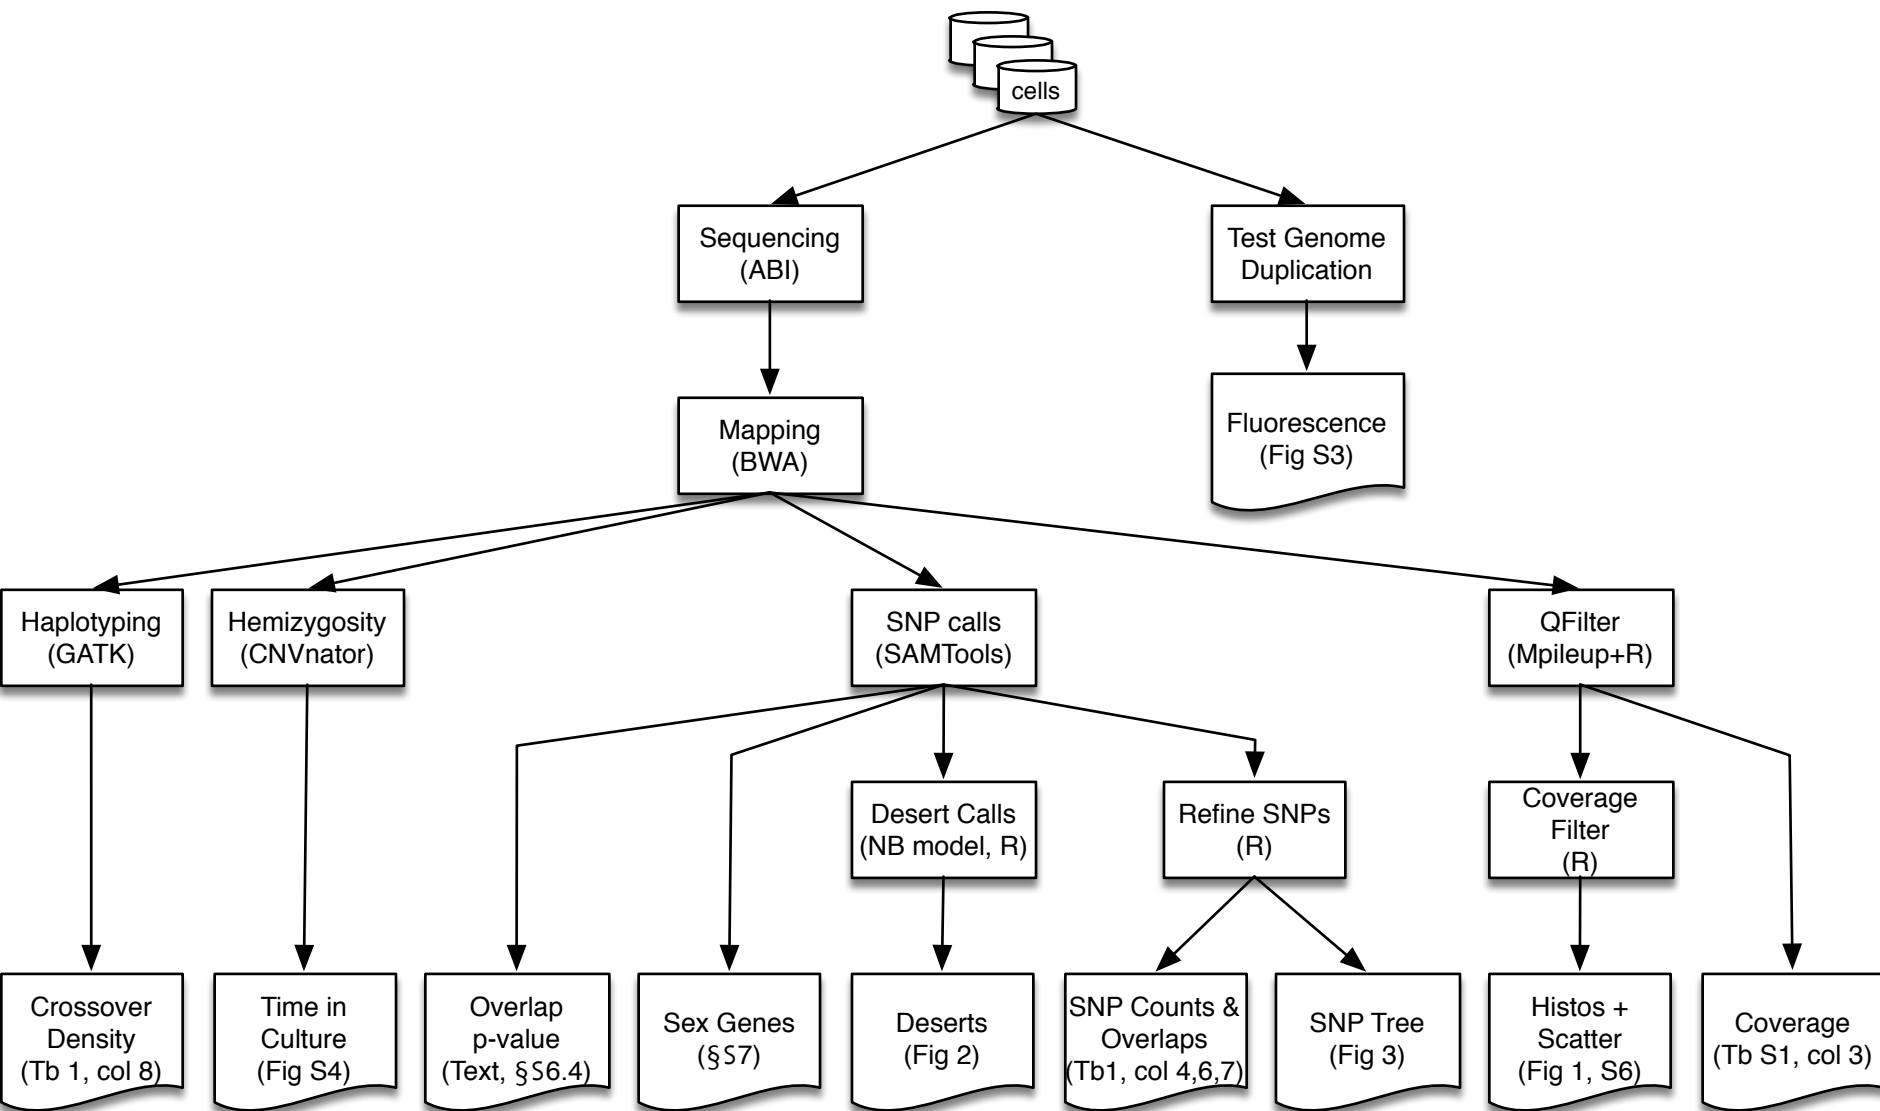 cells
Sequencing
(ABI)
Test Genome
Duplication
Mapping
(BWA)
Fluorescence
(Fig S3)
Haplotyping
(GATK)
Hemizygosity
(CNVnator)
SNP calls
(SAMTools)
QFilter
(Mpileup+R)
Desert Calls
(NB model, R)
Refine SNPs
(R)
Coverage
Filter
(R)
Crossover
Density
(Tb 1, col 8)
Time in
Culture
(Fig S4)
Overlap
p-value
(Text, §S6.4)
Sex Genes
(§S7)
Deserts
(Fig 2)
SNP Counts &
Overlaps
(Tb1, col 4,6,7)
SNP Tree
(Fig 3)
Histos +
Scatter
(Fig 1, S6)
Coverage
(Tb S1, col 3)